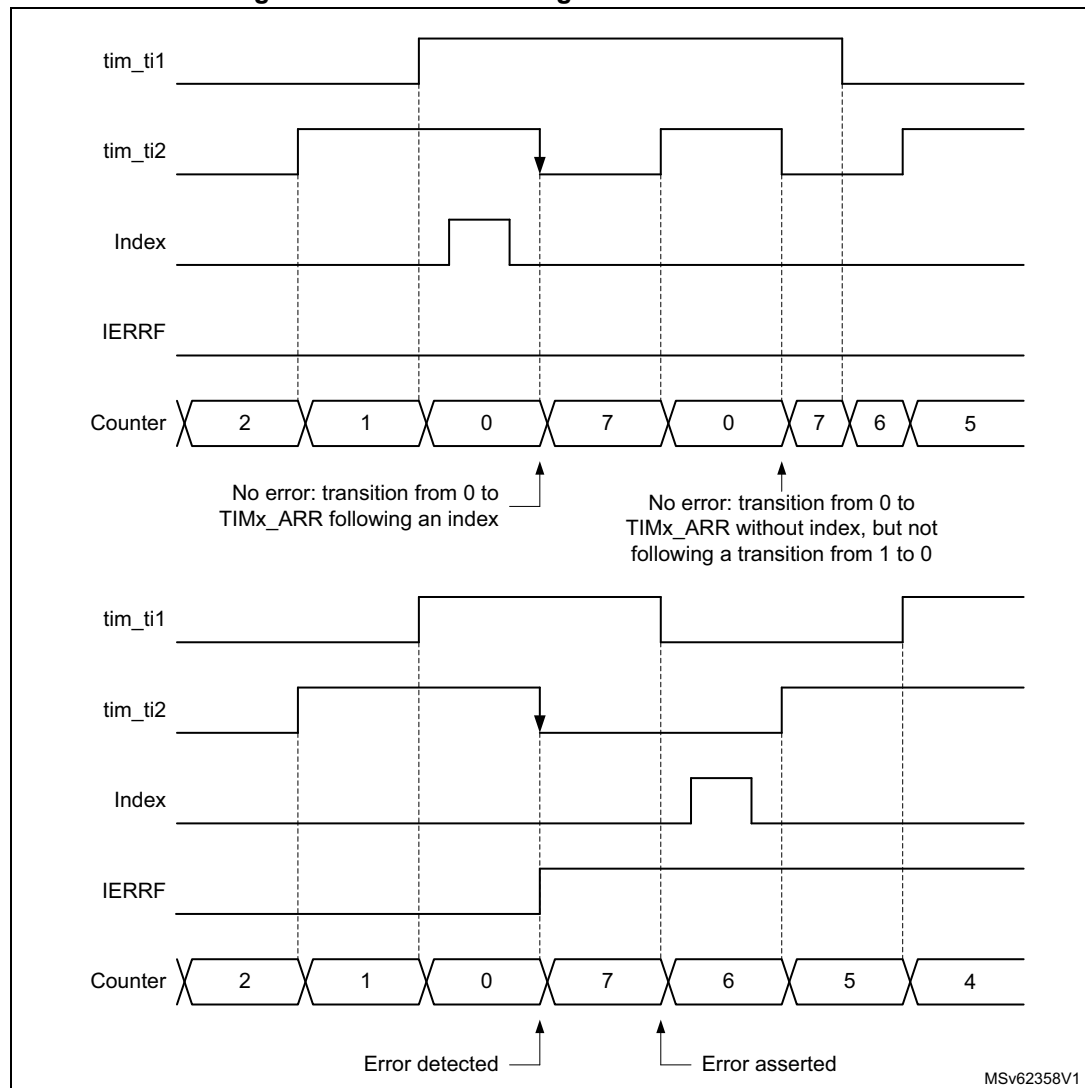 tim_ti1
tim_ti2
Index
IERRF
Counter 2 1 0 7 0 7 6 5
No error: transition from 0 to
TIMx_ARR following an index
No error: transition from 0 to
TIMx_ARR without index, but not
following a transition from 1 to 0
tim_ti1
tim_ti2
Index
IERRF
Counter 2 1 0 7 6 5 4
Error detected Error asserted
MSv62358V1